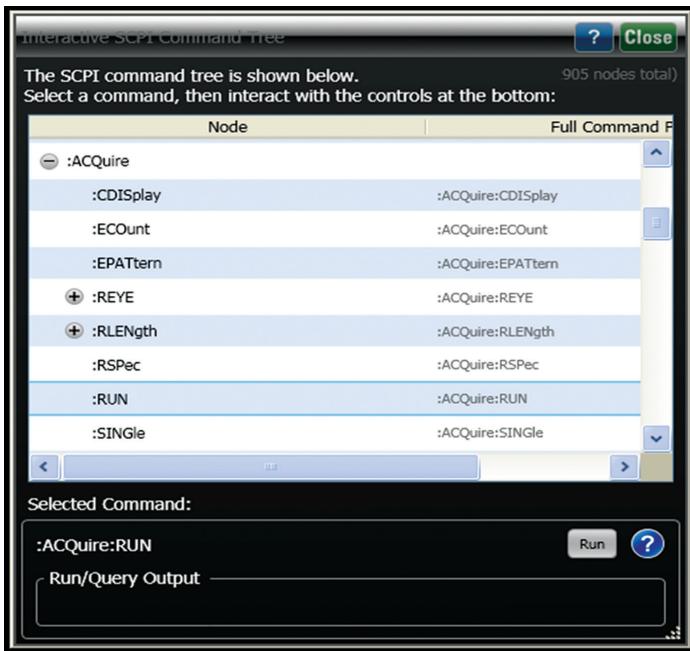 Interactive SCPI Command Tree
? Close
The SCPI command tree is shown below. 905 nodes total)
Select a command, then interact with the controls at the bottom:
Node Full Command F
:ACQuire
:CDISplay :ACQuire:CDISplay
:ECOunt :ACQuire:ECOunt
:EPATtern :ACQuire:EPATtern
:REYE :ACQuire:REYE
:RLENgth :ACQuire:RLENgth
:RSPec :ACQuire:RSPec
:RUN :ACQuire:RUN
:SINGle :ACQuire:SINGle
Selected Command:
:ACQuire:RUN Run ?
Run/Query Output